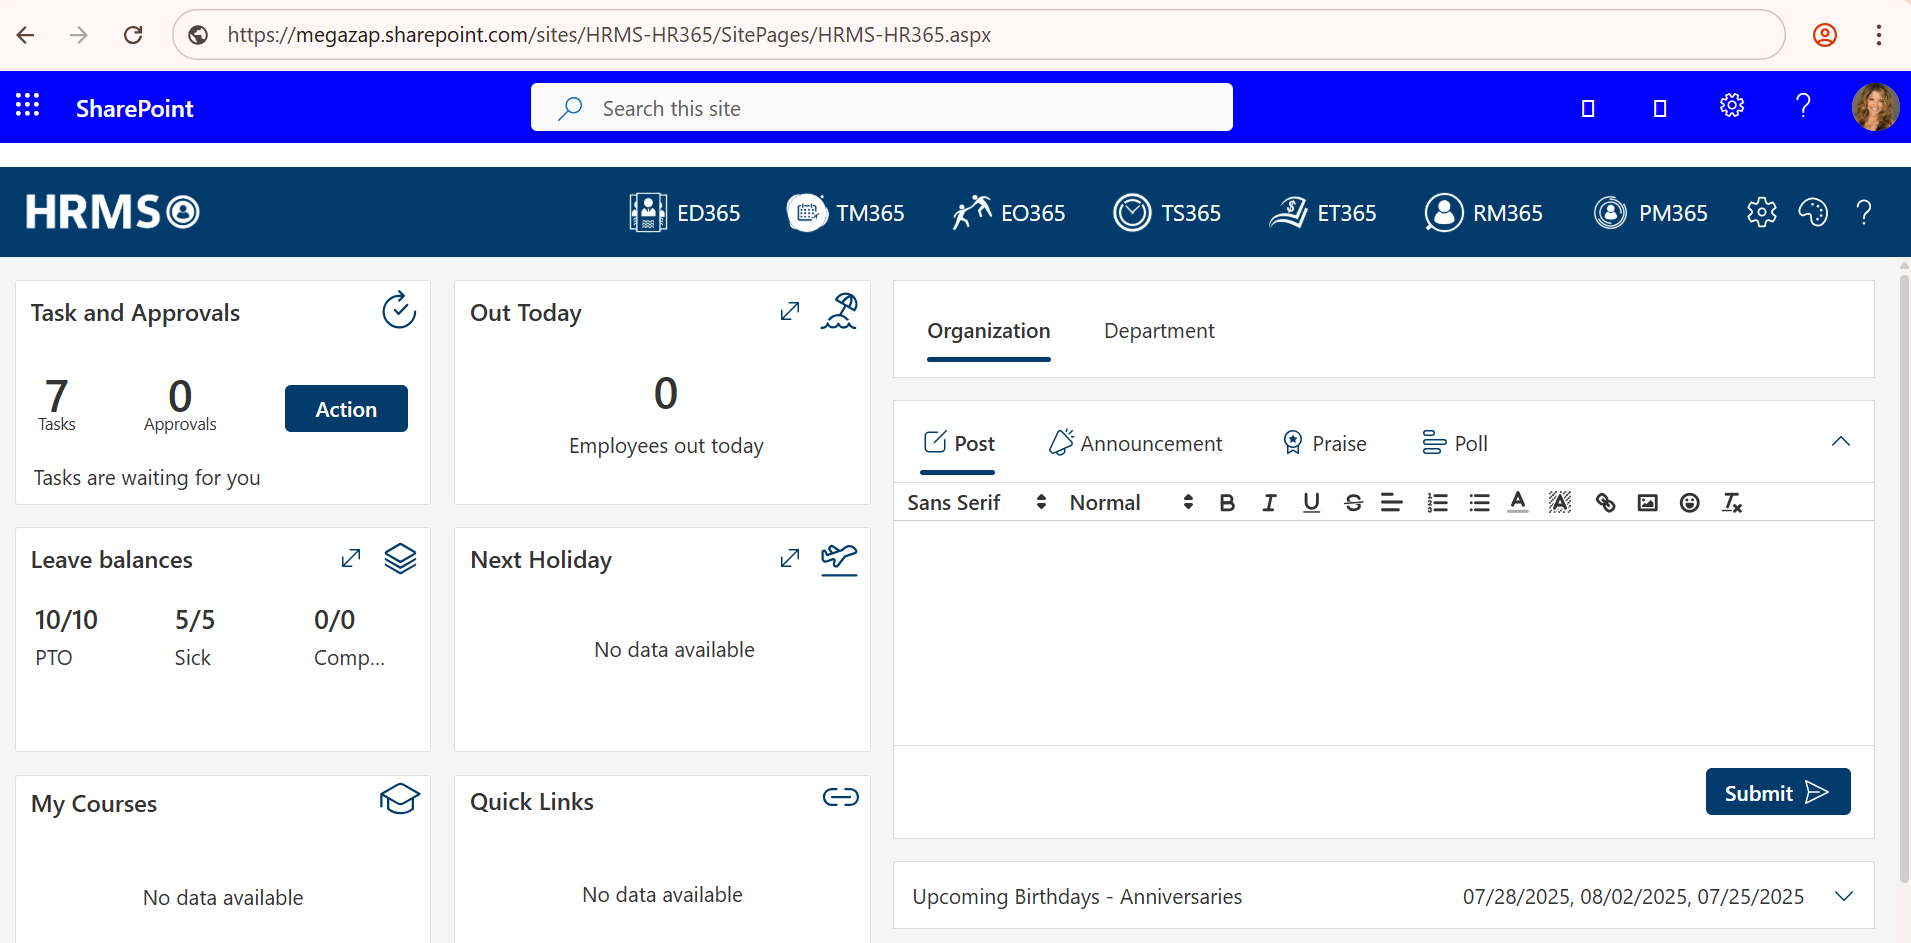 https://megazap.sharepoint.com/sites/HRMS-HR365/SitePages/HRMS-HR365.aspx
SharePoint
Search this site
HRMS
ED365
TM365
EO365
TS365
ET365
RM365
PM365
Task and Approvals
7
Tasks
0
Approvals
Action
Tasks are waiting for you
Out Today
0
Employees out today
Leave balances
10/10
PTO
5/5
Sick
0/0
Comp...
Next Holiday
No data available
My Courses
No data available
Quick Links
No data available
Organization
Department
Post
Announcement
Praise
Poll
Sans Serif
Normal
Submit
Upcoming Birthdays - Anniversaries
07/28/2025, 08/02/2025, 07/25/2025